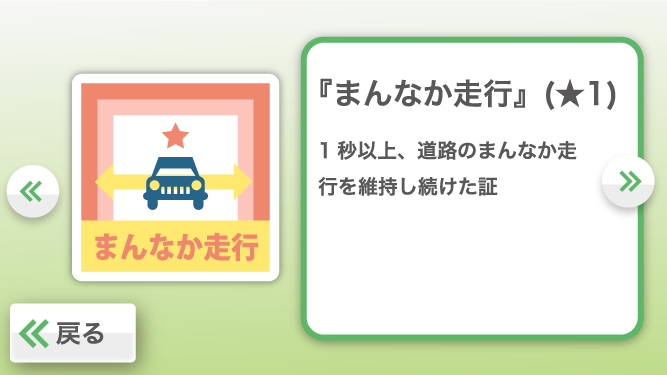 まんなか走行
『まんなか走行』(★1)
1 秒以上、道路のまんなか走
行を維持し続けた証
戻る